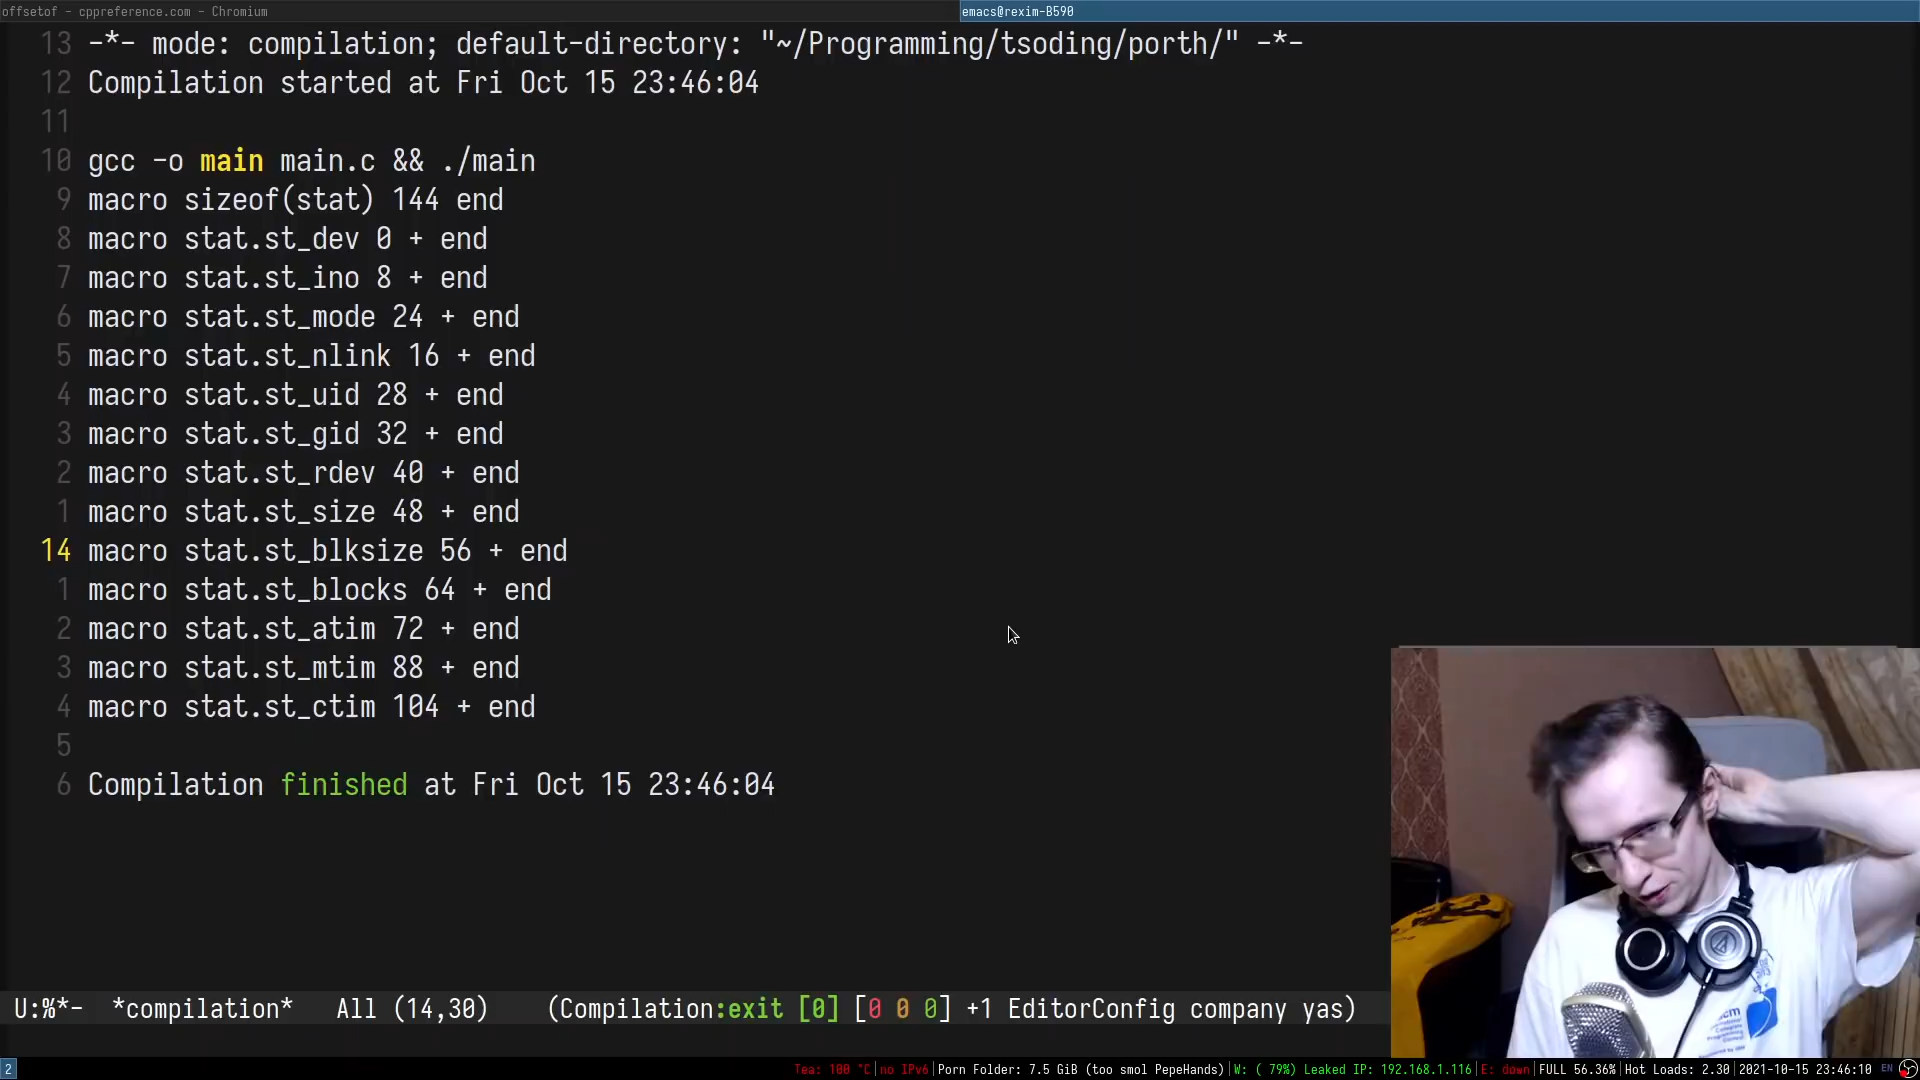 offsetof - cppreference.com - Chromium
emacs@rexim-B590
13 -*- mode: compilation; default-directory: "~/Programming/tsoding/porth/" -*-
12 Compilation started at Fri Oct 15 23:46:04
11
10 gcc -o main main.c && ./main
9 macro sizeof(stat) 144 end
8 macro stat.st_dev 0 + end
7 macro stat.st_ino 8 + end
6 macro stat.st_mode 24 + end
5 macro stat.st_nlink 16 + end
4 macro stat.st_uid 28 + end
3 macro stat.st_gid 32 + end
2 macro stat.st_rdev 40 + end
1 macro stat.st_size 48 + end
14 macro stat.st_blksize 56 + end
1 macro stat.st_blocks 64 + end
2 macro stat.st_atim 72 + end
3 macro stat.st_mtim 88 + end
4 macro stat.st_ctim 104 + end
5
6 Compilation finished at Fri Oct 15 23:46:04
U:%*- *compilation* All (14,30) (Compilation:exit [0] [0 0 0] +1 EditorConfig company yas)
2
Tea: 100 °C|no IPv6|Porn Folder: 7.5 GiB (too smol PepeHands)|W: ( 79%) Leaked IP: 192.168.1.116|E: down|FULL 56.36%|Hot Loads: 2.30|2021-10-15 23:46:10 EN